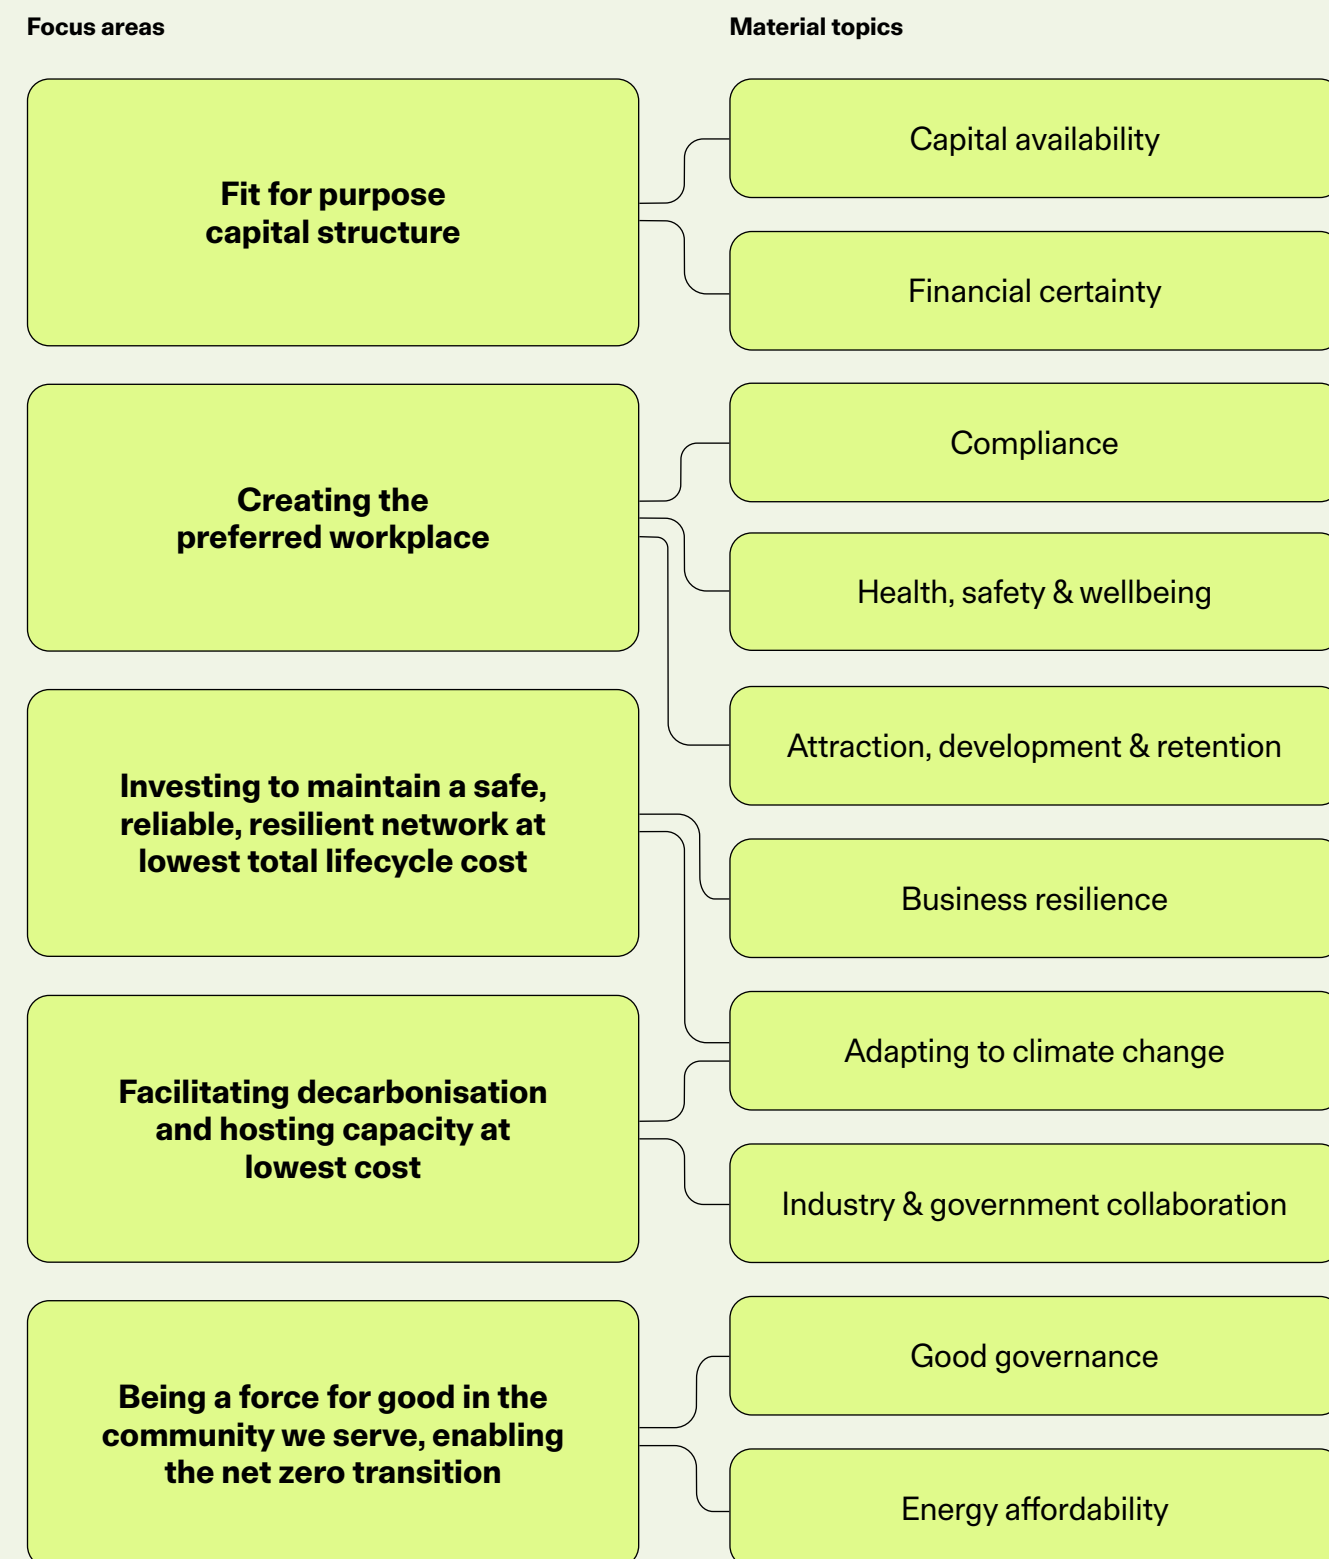 Focus areas
Material topics
Fit for purpose
capital structure
Capital availability
Financial certainty
Creating the
preferred workplace
Compliance
Health, safety & wellbeing
Attraction, development & retention
Investing to maintain a safe,
reliable, resilient network at
lowest total lifecycle cost
Business resilience
Adapting to climate change
Facilitating decarbonisation
and hosting capacity at
lowest cost
Industry & government collaboration
Being a force for good in the
community we serve, enabling
the net zero transition
Good governance
Energy affordability